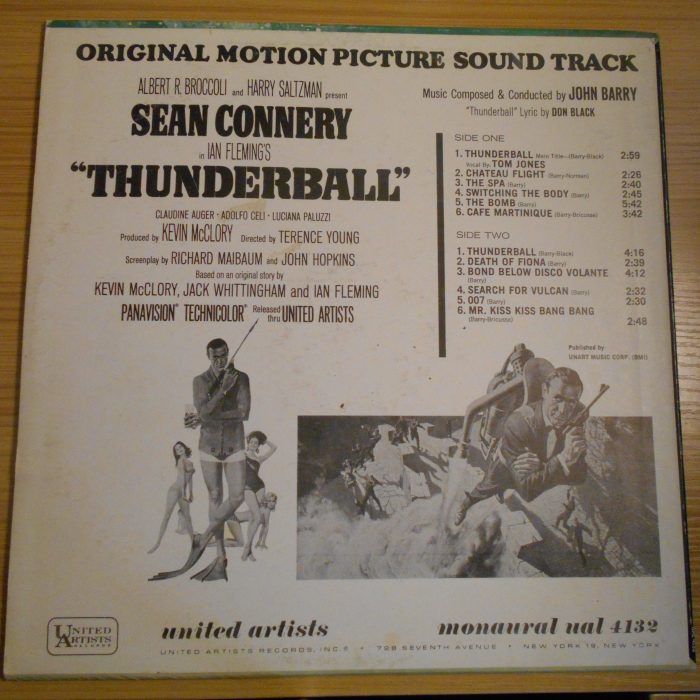 ORIGINAL MOTION PICTURE SOUND TRACK
ALBERT R. BROCCOLI and HARRY SALTZMAN present
SEAN CONNERY
in IAN FLEMING'S
"THUNDERBALL"
CLAUDINE AUGER · ADOLFO CELI · LUCIANA PALUZZI
Produced by KEVIN McCLORY Directed by TERENCE YOUNG
Screenplay by RICHARD MAIBAUM and JOHN HOPKINS
Based on an original story by
KEVIN McCLORY, JACK WHITTINGHAM and IAN FLEMING
PANAVISION® TECHNICOLOR® Released thru UNITED ARTISTS
Music Composed & Conducted by JOHN BARRY
"Thunderball" Lyric by DON BLACK
SIDE ONE
1. THUNDERBALL Main Title—(Barry-Black) 2:59
Vocal By: TOM JONES
2. CHATEAU FLIGHT (Barry-Norman) 2:26
3. THE SPA (Barry) 2:40
4. SWITCHING THE BODY (Barry) 2:45
5. THE BOMB (Barry) 5:42
6. CAFE MARTINIQUE (Barry-Bricusse) 3:42
SIDE TWO
1. THUNDERBALL (Barry-Black) 4:16
2. DEATH OF FIONA (Barry) 2:39
3. BOND BELOW DISCO VOLANTE 4:12
(Barry)
4. SEARCH FOR VULCAN (Barry) 2:32
5. 007 (Barry) 2:30
6. MR. KISS KISS BANG BANG
(Barry-Bricusse) 2:48
Published by
UNART MUSIC CORP. (BMI)
UNITED
ARTISTS
RECORDS
united artists monaural ual 4132
UNITED ARTISTS RECORDS, INC.® • 729 SEVENTH AVENUE • NEW YORK 19, NEW YORK